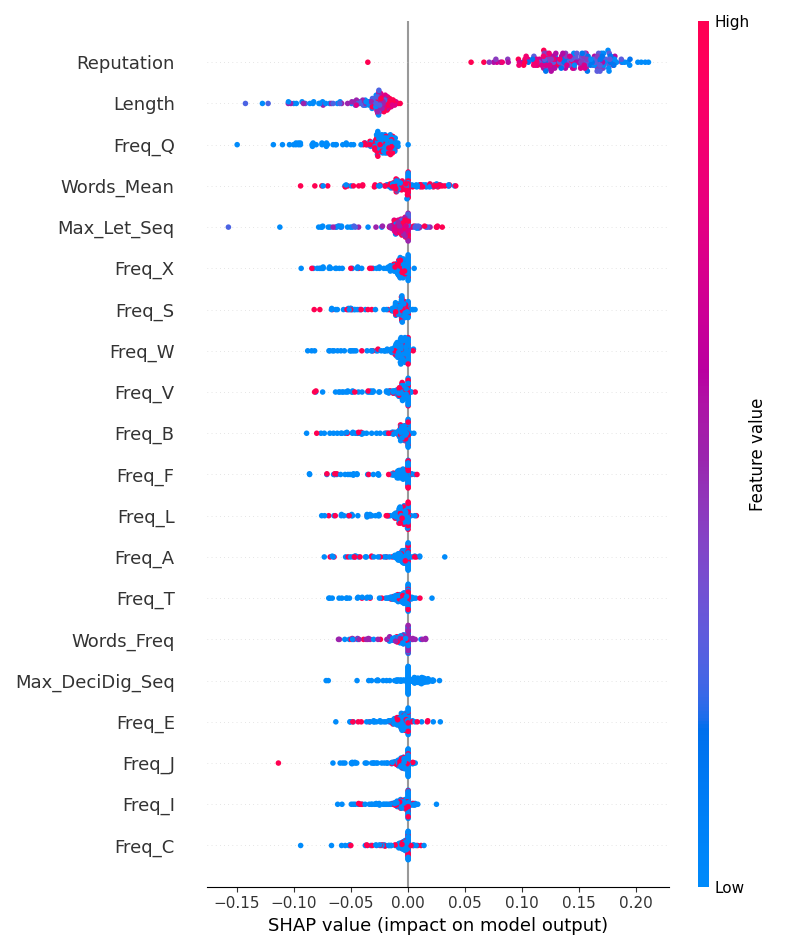 High
Reputation
Length
Freq_Q
Words_Mean
Max_Let_Seq
Freq_X
Freq_S
Freq_W
Freq_V
Freq_B
Freq_F
Freq_L
Freq_A
Freq_T
Words_Freq
Max_DeciDig_Seq
Freq_E
Freq_J
Freq_I
Freq_C
Feature value
Low
−0.15 −0.10 −0.05 0.00 0.05 0.10 0.15 0.20
SHAP value (impact on model output)